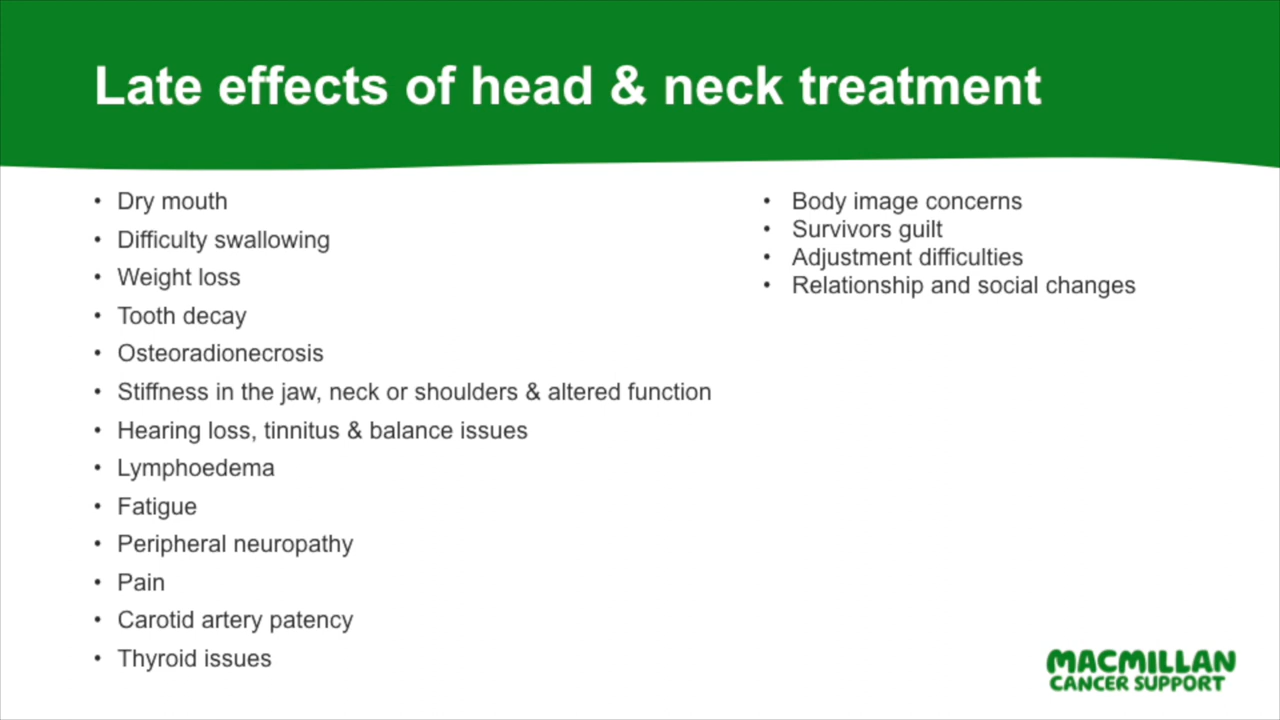 Late effects of head & neck treatment
• Dry mouth
• Difficulty swallowing
• Weight loss
• Tooth decay
• Osteoradionecrosis
• Stiffness in the jaw, neck or shoulders & altered function
• Hearing loss, tinnitus & balance issues
• Lymphoedema
• Fatigue
• Peripheral neuropathy
• Pain
• Carotid artery patency
• Thyroid issues
• Body image concerns
• Survivors guilt
• Adjustment difficulties
• Relationship and social changes
MACMILLAN
CANCER SUPPORT